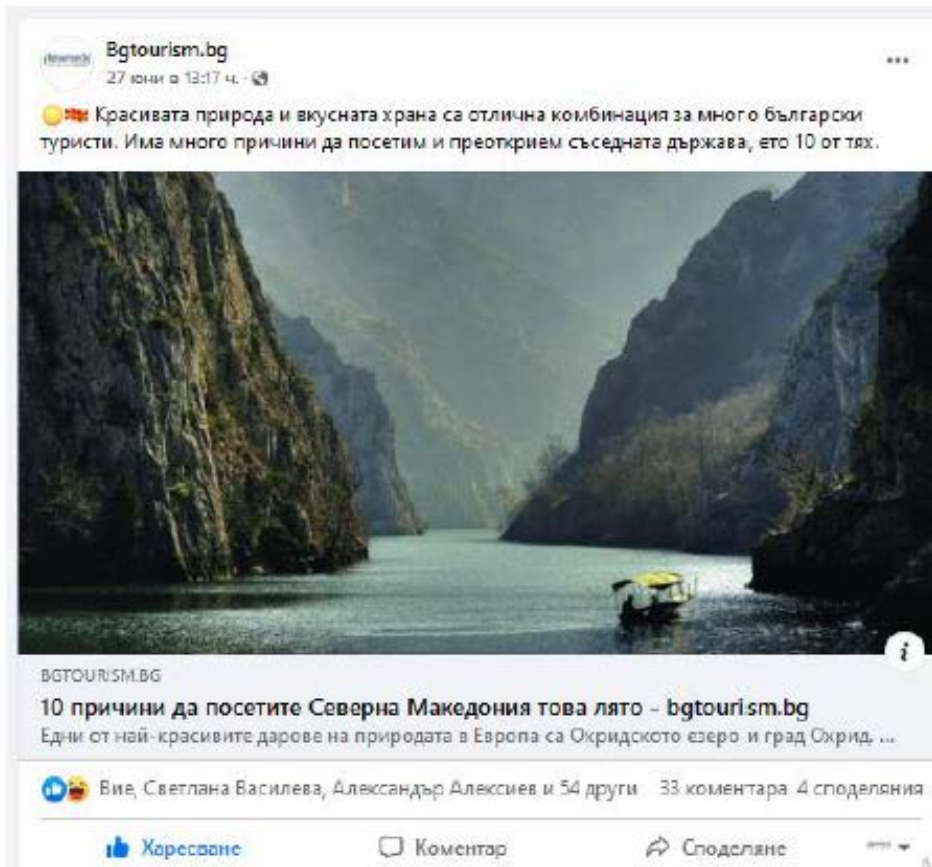 Bgtourism.bg
27 юни в 13:17 ч. ·
Красивата природа и вкусната храна са отлична комбинация за много български
туристи. Има много причини да посетим и преоткрием съседната държава, ето 10 от тях.
BGTOURISM.BG
10 причини да посетите Северна Македония това лято - bgtourism.bg
Едни от най-красивите дарове на природата в Европа са Охридското езеро и град Охрид. ...
Вие, Светлана Василева, Александър Алексиев и 54 други 33 коментара 4 споделяния
Харесване Коментар Споделяне